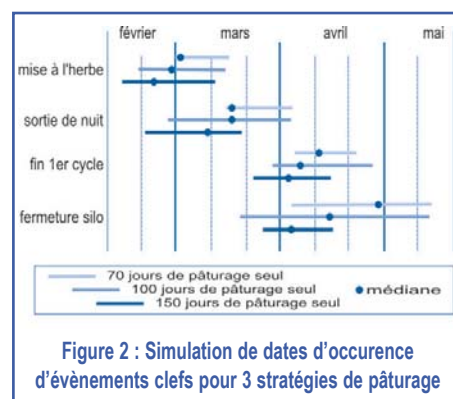 février mars avril mai
mise à l'herbe
sortie de nuit
fin 1er cycle
fermeture silo
70 jours de pâturage seul
100 jours de pâturage seul
150 jours de pâturage seul
médiane
Figure 2 : Simulation de dates d'occurence
d'évènements clefs pour 3 stratégies de pâturage